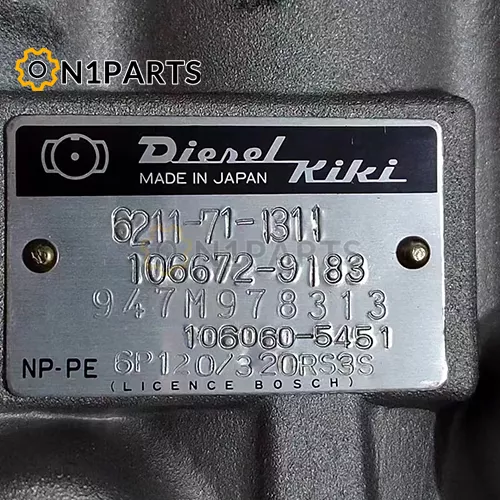 N1PARTS
Diesel Kiki
MADE IN JAPAN
6211-71-1311
N1PARTS
106672-9183
947M978313
106060-5451
NP-PE 6P120/320RS3S
(LICENCE BOSCH)